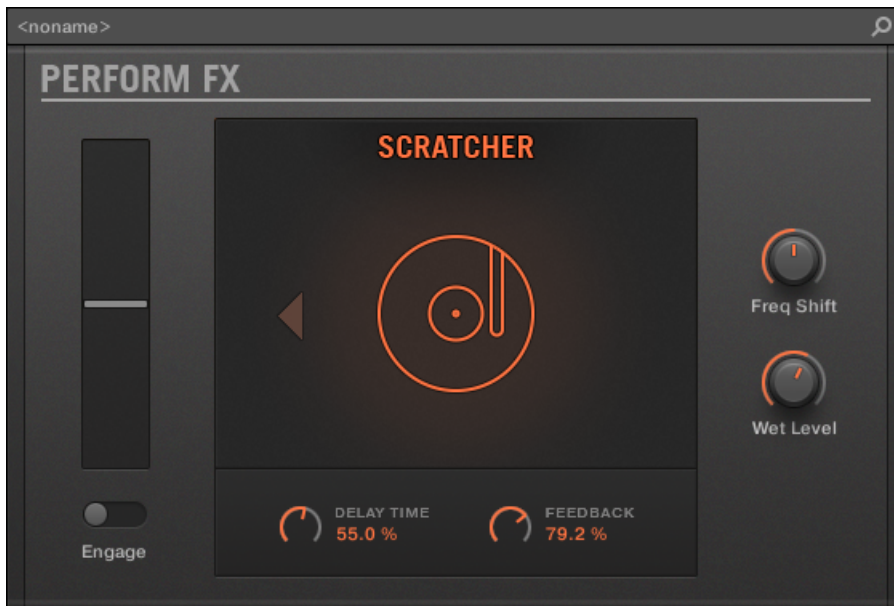 <noname>
PERFORM FX
SCRATCHER
Freq Shift
Wet Level
DELAY TIME
55.0 %
FEEDBACK
79.2 %
Engage